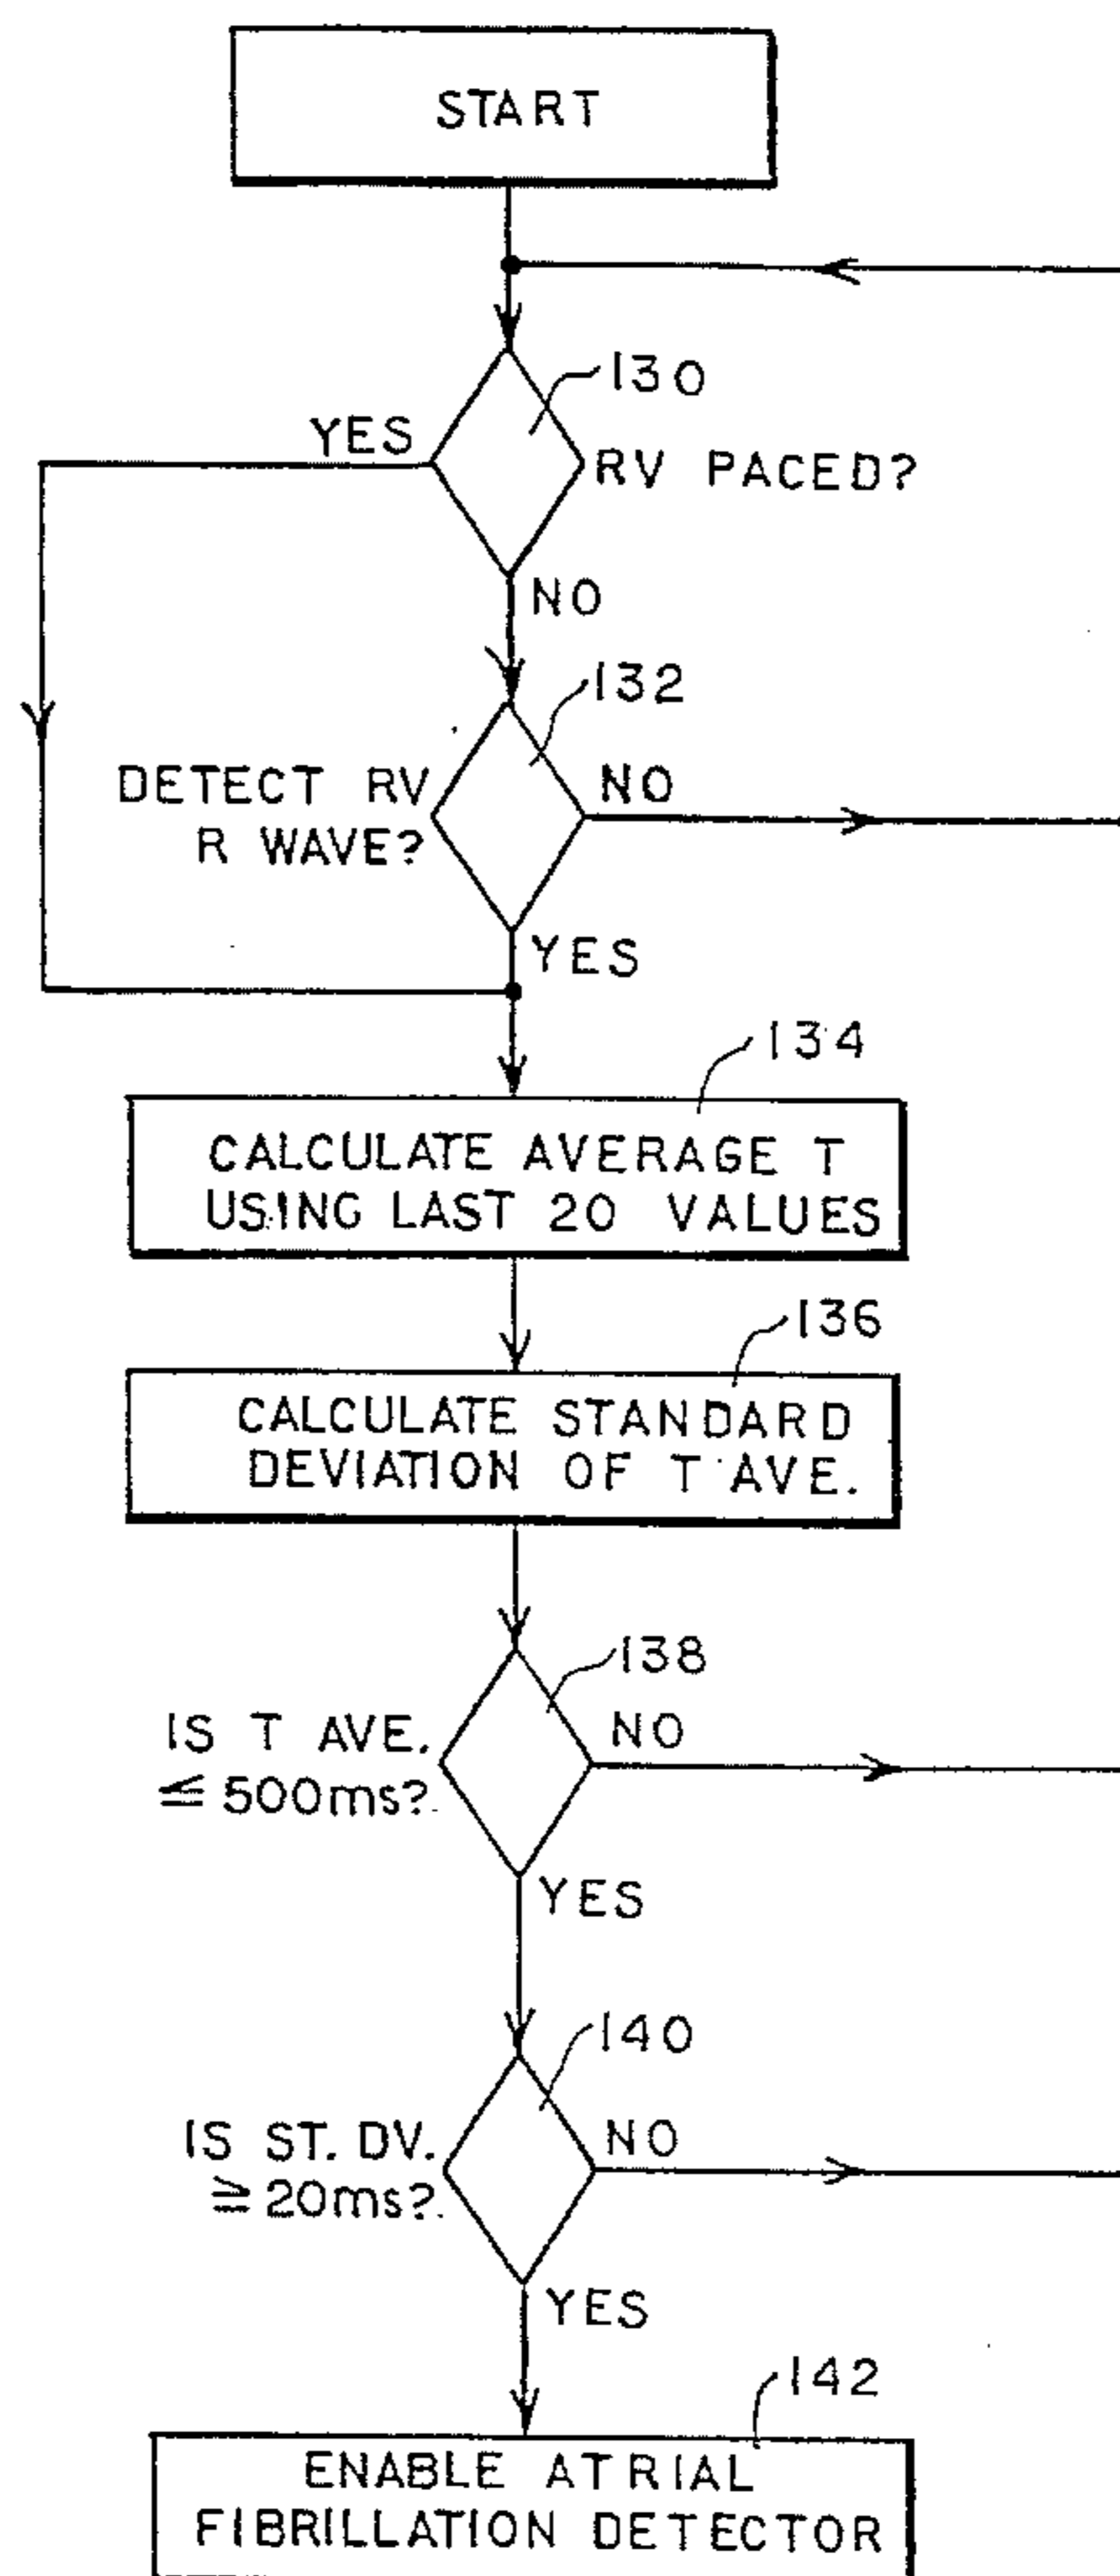 START
130
YES
RV PACED?
NO
132
DETECT RV
R WAVE?
NO
YES
134
CALCULATE AVERAGE T
USING LAST 20 VALUES
136
CALCULATE STANDARD
DEVIATION OF T AVE.
138
IS T AVE.
≤ 500ms?
NO
YES
140
IS ST. DV.
≧ 20ms?
NO
YES
142
ENABLE ATRIAL
FIBRILLATION DETECTOR